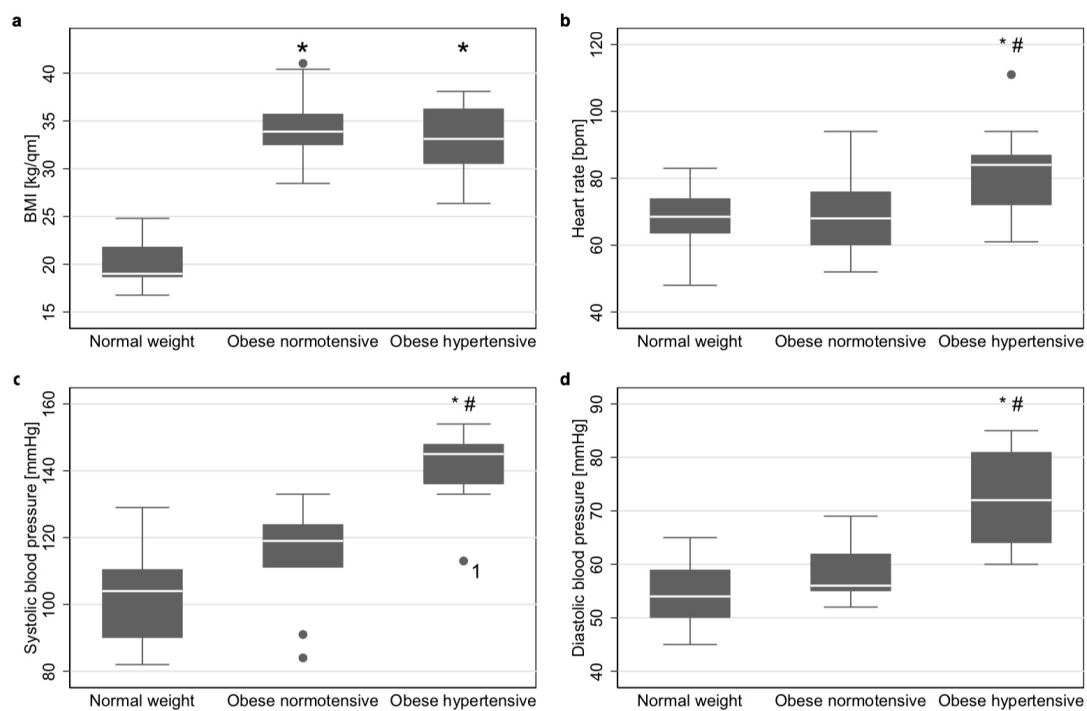 a
*
*
BMI [kg/qm]
40
35
30
25
20
15
Normal weight
Obese normotensive
Obese hypertensive
b
* #
Heart rate [bpm]
120
100
80
60
40
Normal weight
Obese normotensive
Obese hypertensive
c
* #
Systolic blood pressure [mmHg]
160
140
120
100
80
1
Normal weight
Obese normotensive
Obese hypertensive
d
* #
Diastolic blood pressure [mmHg]
90
80
70
60
50
40
Normal weight
Obese normotensive
Obese hypertensive